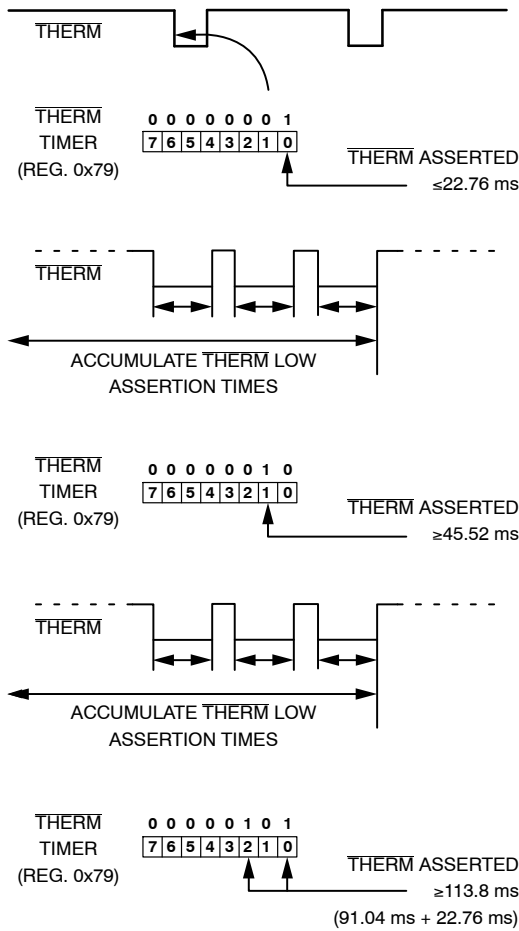 THERM
THERM
TIMER
(REG. 0x79)
0 0 0 0 0 0 0 1
7 6 5 4 3 2 1 0
THERM ASSERTED
≤22.76 ms
THERM
ACCUMULATE THERM LOW
ASSERTION TIMES
THERM
TIMER
(REG. 0x79)
0 0 0 0 0 0 1 0
7 6 5 4 3 2 1 0
THERM ASSERTED
≥45.52 ms
THERM
ACCUMULATE THERM LOW
ASSERTION TIMES
THERM
TIMER
(REG. 0x79)
0 0 0 0 0 1 0 1
7 6 5 4 3 2 1 0
THERM ASSERTED
≥113.8 ms
(91.04 ms + 22.76 ms)